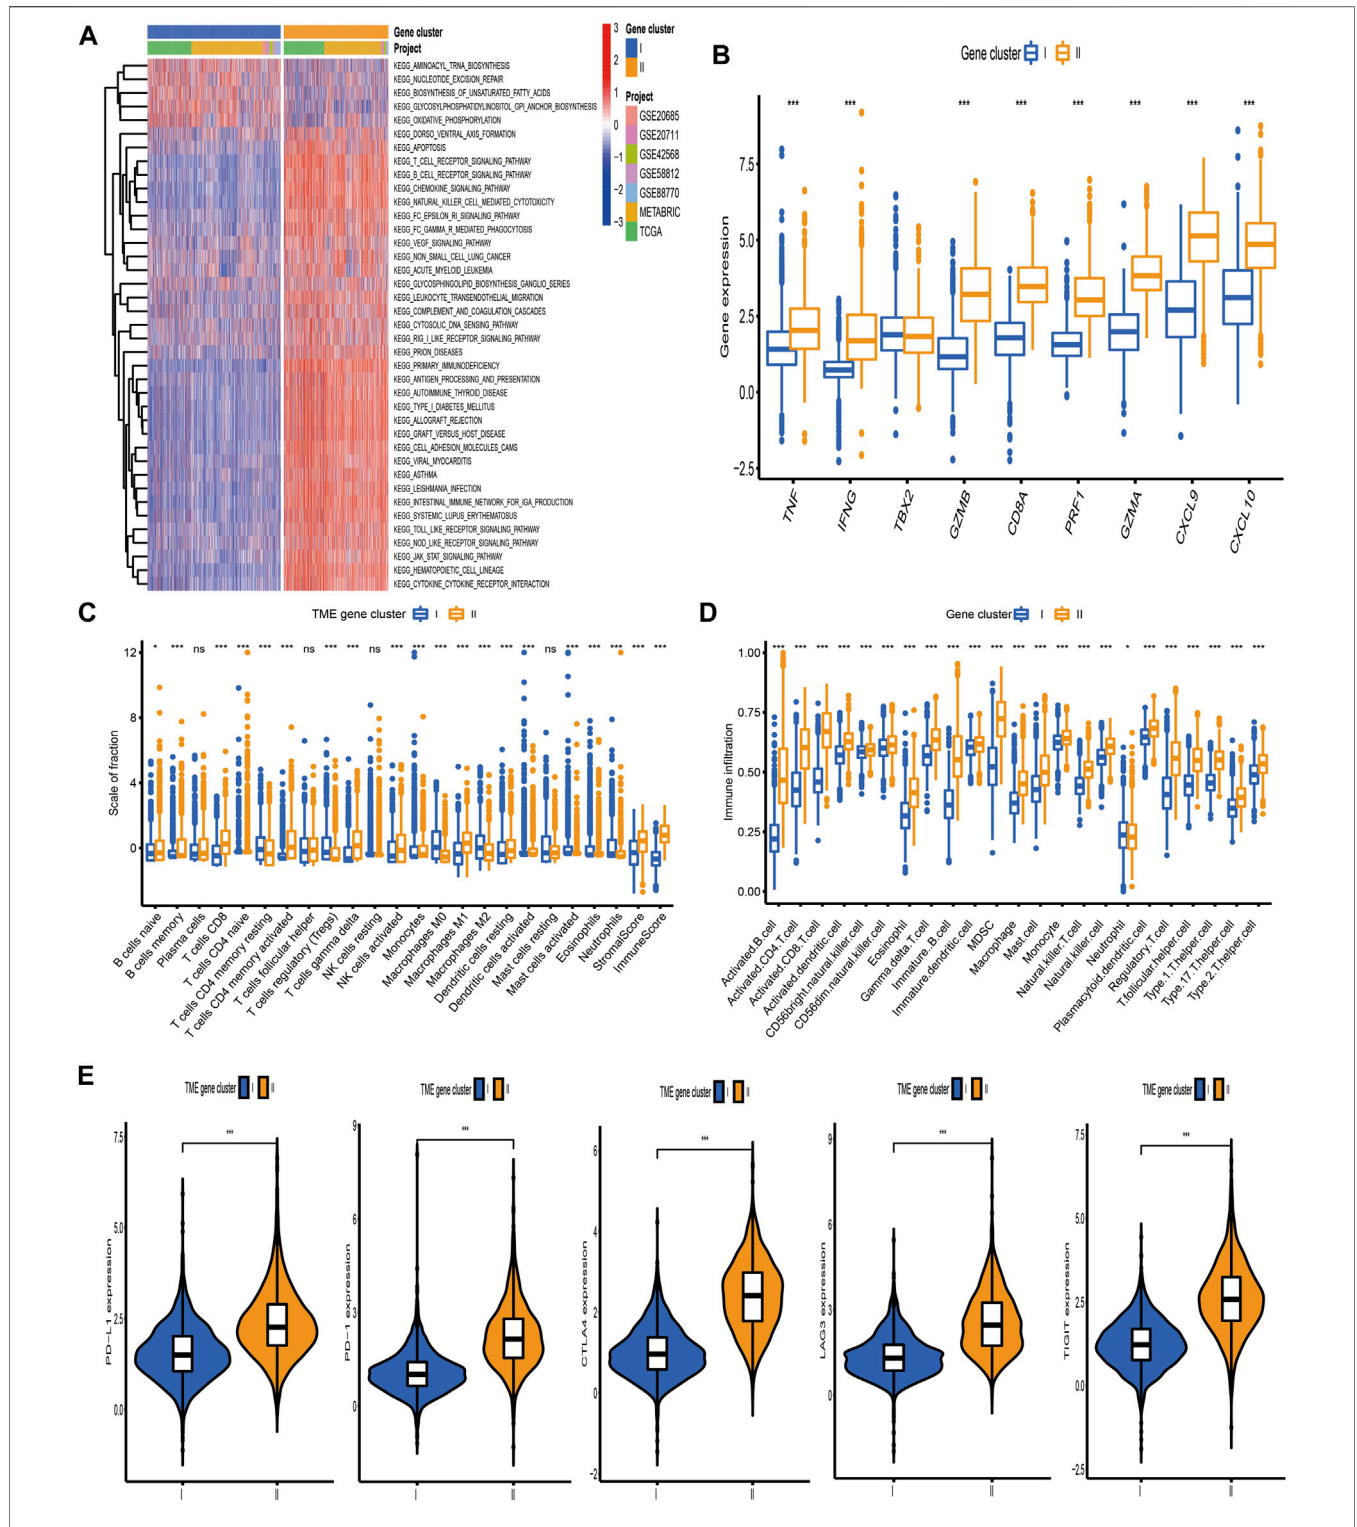 A
Gene cluster
Project
KEGG_AMINOACYL_TRNA_BIOSYNTHESIS
KEGG_NUCLEOTIDE_EXCISION_REPAIR
KEGG_BIOSYNTHESIS_OF_UNSATURATED_FATTY_ACIDS
KEGG_GLYCOSYLPHOSPHATIDYLINOSITOL_GPI_ANCHOR_BIOSYNTHESIS
KEGG_OXIDATIVE_PHOSPHORYLATION
KEGG_DORSO_VENTRAL_AXIS_FORMATION
KEGG_APOPTOSIS
KEGG_T_CELL_RECEPTOR_SIGNALING_PATHWAY
KEGG_B_CELL_RECEPTOR_SIGNALING_PATHWAY
KEGG_CHEMOKINE_SIGNALING_PATHWAY
KEGG_NATURAL_KILLER_CELL_MEDIATED_CYTOTOXICITY
KEGG_FC_EPSILON_RI_SIGNALING_PATHWAY
KEGG_FC_GAMMA_R_MEDIATED_PHAGOCYTOSIS
KEGG_VEGF_SIGNALING_PATHWAY
KEGG_NON_SMALL_CELL_LUNG_CANCER
KEGG_ACUTE_MYELOID_LEUKEMIA
KEGG_GLYCOSPHINGOLIPID_BIOSYNTHESIS_GANGLIO_SERIES
KEGG_LEUKOCYTE_TRANSENDOTHELIAL_MIGRATION
KEGG_COMPLEMENT_AND_COAGULATION_CASCADES
KEGG_CYTOSOLIC_DNA_SENSING_PATHWAY
KEGG_RIG_I_LIKE_RECEPTOR_SIGNALING_PATHWAY
KEGG_PRION_DISEASES
KEGG_PRIMARY_IMMUNODEFICIENCY
KEGG_ANTIGEN_PROCESSING_AND_PRESENTATION
KEGG_AUTOIMMUNE_THYROID_DISEASE
KEGG_TYPE_I_DIABETES_MELLITUS
KEGG_ALLOGRAFT_REJECTION
KEGG_GRAFT_VERSUS_HOST_DISEASE
KEGG_CELL_ADHESION_MOLECULES_CAMS
KEGG_VIRAL_MYOCARDITIS
KEGG_ASTHMA
KEGG_LEISHMANIA_INFECTION
KEGG_INTESTINAL_IMMUNE_NETWORK_FOR_IGA_PRODUCTION
KEGG_SYSTEMIC_LUPUS_ERYTHEMATOSUS
KEGG_TOLL_LIKE_RECEPTOR_SIGNALING_PATHWAY
KEGG_NOD_LIKE_RECEPTOR_SIGNALING_PATHWAY
KEGG_JAK_STAT_SIGNALING_PATHWAY
KEGG_HEMATOPOIETIC_CELL_LINEAGE
KEGG_CYTOKINE_CYTOKINE_RECEPTOR_INTERACTION
3
2
1
0
−1
−2
−3
Gene cluster
I
II
Project
GSE20685
GSE20711
GSE42568
GSE58812
GSE88770
METABRIC
TCGA
B
Gene cluster I II
*** *** *** *** *** *** *** ***
Gene expression
7.5
5.0
2.5
0.0
−2.5
TNF
IFNG
TBX2
GZMB
CD8A
PRF1
GZMA
CXCL9
CXCL10
C
TME gene cluster I II
* *** ns *** *** *** *** ns *** *** ns *** *** *** *** *** *** *** ns *** *** *** *** ***
Scale of fraction
12
8
4
0
B cells naive
B cells memory
Plasma cells
T cells CD8
T cells CD4 naive
T cells CD4 memory resting
T cells CD4 memory activated
T cells follicular helper
T cells regulatory (Tregs)
T cells gamma delta
NK cells resting
NK cells activated
Monocytes
Macrophages M0
Macrophages M1
Macrophages M2
Dendritic cells resting
Dendritic cells activated
Mast cells resting
Mast cells activated
Eosinophils
Neutrophils
StromalScore
ImmuneScore
D
Gene cluster I II
*** *** *** *** *** *** *** *** *** *** *** *** *** *** *** *** * *** *** *** *** *** ***
Immune infiltration
1.00
0.75
0.50
0.25
0.00
Activated.B.cell
Activated.CD4.T.cell
Activated.CD8.T.cell
Activated.dendritic.cell
CD56bright.natural.killer.cell
CD56dim.natural.killer.cell
Eosinophil
Gamma.delta.T.cell
Immature..B.cell
Immature.dendritic.cell
MDSC
Macrophage
Mast.cell
Monocyte
Natural.killer.T.cell
Natural.killer.cell
Neutrophil
Plasmacytoid.dendritic.cell
Regulatory.T.cell
T.follicular.helper.cell
Type.1.T.helper.cell
Type.17.T.helper.cell
Type.2.T.helper.cell
E
TME gene cluster I II
***
PD−L1 expression
7.5
5.0
2.5
0.0
I
II
TME gene cluster I II
***
PD−1 expression
9
6
3
0
I
II
TME gene cluster I II
***
CTLA4 expression
6
4
2
0
−2
I
II
TME gene cluster I II
***
LAG3 expression
9
6
3
0
I
II
TME gene cluster I II
***
TIGIT expression
7.5
5.0
2.5
0.0
−2.5
I
II